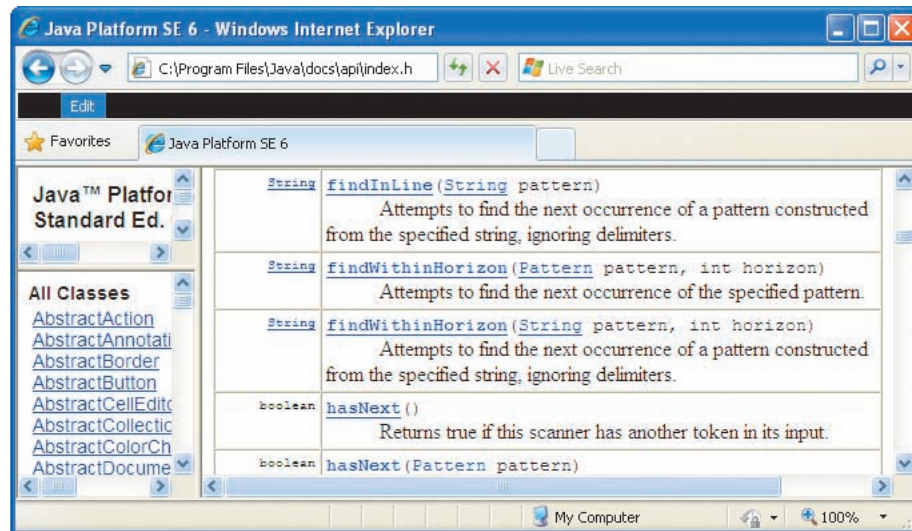 Java Platform SE 6 - Windows Internet Explorer
C:\Program Files\Java\docs\api\index.h
Live Search
Edit
Favorites
Java Platform SE 6
Java™ Platfor
Standard Ed.
All Classes
AbstractAction
AbstractAnnotati
AbstractBorder
AbstractButton
AbstractCellEdito
AbstractCollectic
AbstractColorCh
AbstractDocume
String findInLine(String pattern)
Attempts to find the next occurrence of a pattern constructed
from the specified string, ignoring delimiters.
String findWithinHorizon(Pattern pattern, int horizon)
Attempts to find the next occurrence of the specified pattern.
String findWithinHorizon(String pattern, int horizon)
Attempts to find the next occurrence of a pattern constructed
from the specified string, ignoring delimiters.
boolean hasNext()
Returns true if this scanner has another token in its input.
boolean hasNext(Pattern pattern)
My Computer
100%